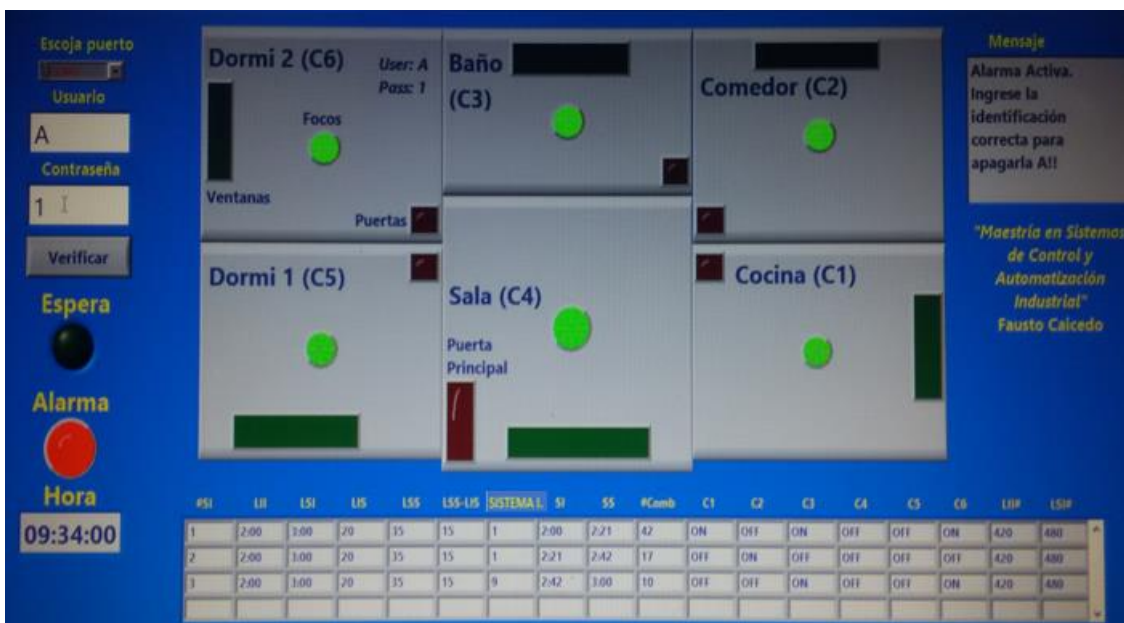 Escoja puerto
Usuario
A
Contraseña
1
Verificar
Espera
Alarma
Hora
09:34:00
Dormi 2 (C6)
User: A
Pass: 1
Focos
Ventanas
Puertas
Baño
(C3)
Comedor (C2)
Dormi 1 (C5)
Sala (C4)
Puerta
Principal
Cocina (C1)
Mensaje
Alarma Activa.
Ingrese la
identificación
correcta para
apagarla A!!
"Maestría en Sistemas
de Control y
Automatización
Industrial"
Fausto Caicedo
#SI LII LSI LIS LSS LSS-LIS SISTEMA I. SI SS #Comb C1 C2 C3 C4 C5 C6 LII# LSI#
1 2:00 3:00 20 35 15 1 2:00 2:21 42 ON OFF ON OFF OFF ON 420 480
2 2:00 3:00 20 35 15 1 2:21 2:42 17 OFF ON OFF OFF OFF OFF 420 480
3 2:00 3:00 20 35 15 9 2:42 3:00 10 OFF OFF ON OFF OFF ON 420 480